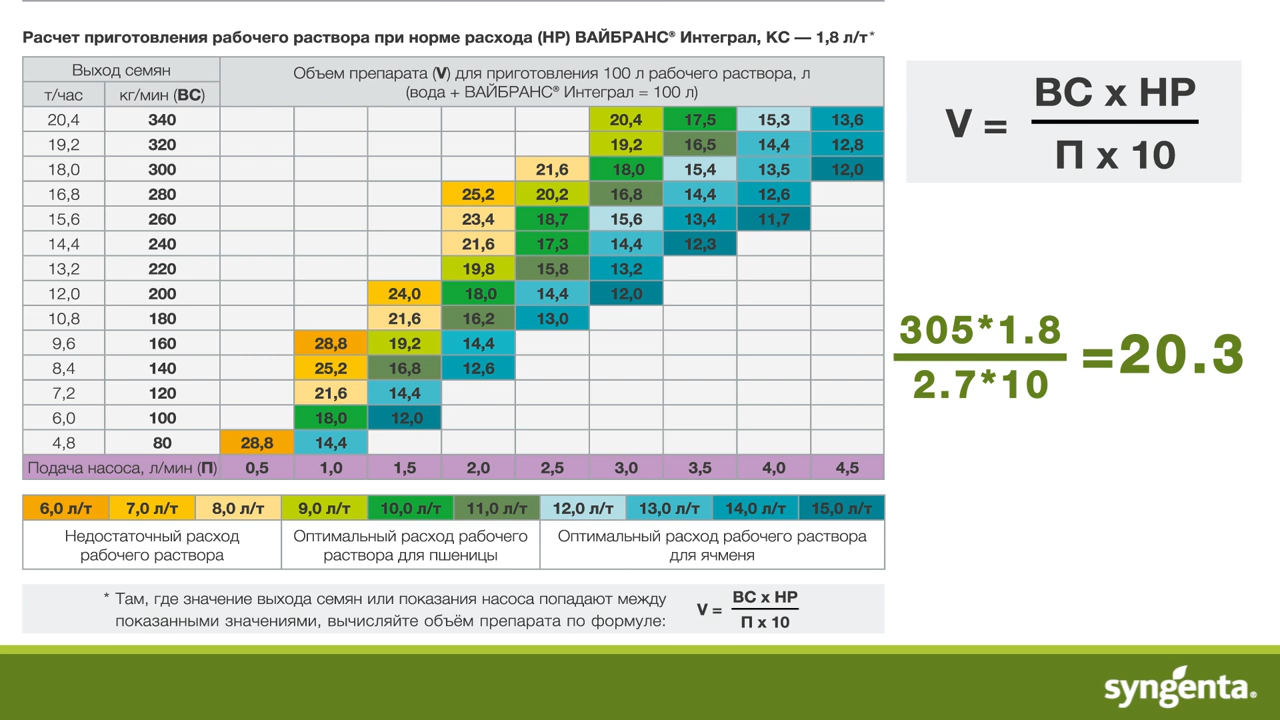 Расчет приготовления рабочего раствора при норме расхода (НР) ВАЙБРАНС® Интеграл, КС — 1,8 л/т*
Выход семян
Объем препарата (V) для приготовления 100 л рабочего раствора, л
(вода + ВАЙБРАНС® Интеграл = 100 л)
т/час кг/мин (ВС)
20,4 340 20,4 17,5 15,3 13,6
19,2 320 19,2 16,5 14,4 12,8
18,0 300 21,6 18,0 15,4 13,5 12,0
16,8 280 25,2 20,2 16,8 14,4 12,6
15,6 260 23,4 18,7 15,6 13,4 11,7
14,4 240 21,6 17,3 14,4 12,3
13,2 220 19,8 15,8 13,2
12,0 200 24,0 18,0 14,4 12,0
10,8 180 21,6 16,2 13,0
9,6 160 28,8 19,2 14,4
8,4 140 25,2 16,8 12,6
7,2 120 21,6 14,4
6,0 100 18,0 12,0
4,8 80 28,8 14,4
Подача насоса, л/мин (П) 0,5 1,0 1,5 2,0 2,5 3,0 3,5 4,0 4,5
6,0 л/т 7,0 л/т 8,0 л/т 9,0 л/т 10,0 л/т 11,0 л/т 12,0 л/т 13,0 л/т 14,0 л/т 15,0 л/т
Недостаточный расход
рабочего раствора
Оптимальный расход рабочего
раствора для пшеницы
Оптимальный расход рабочего раствора
для ячменя
* Там, где значение выхода семян или показания насоса попадают между
показанными значениями, вычисляйте объём препарата по формуле:
V = ВС х НР
П х 10
V = ВС х НР
П х 10
305*1.8
2.7*10
=20.3
syngenta®